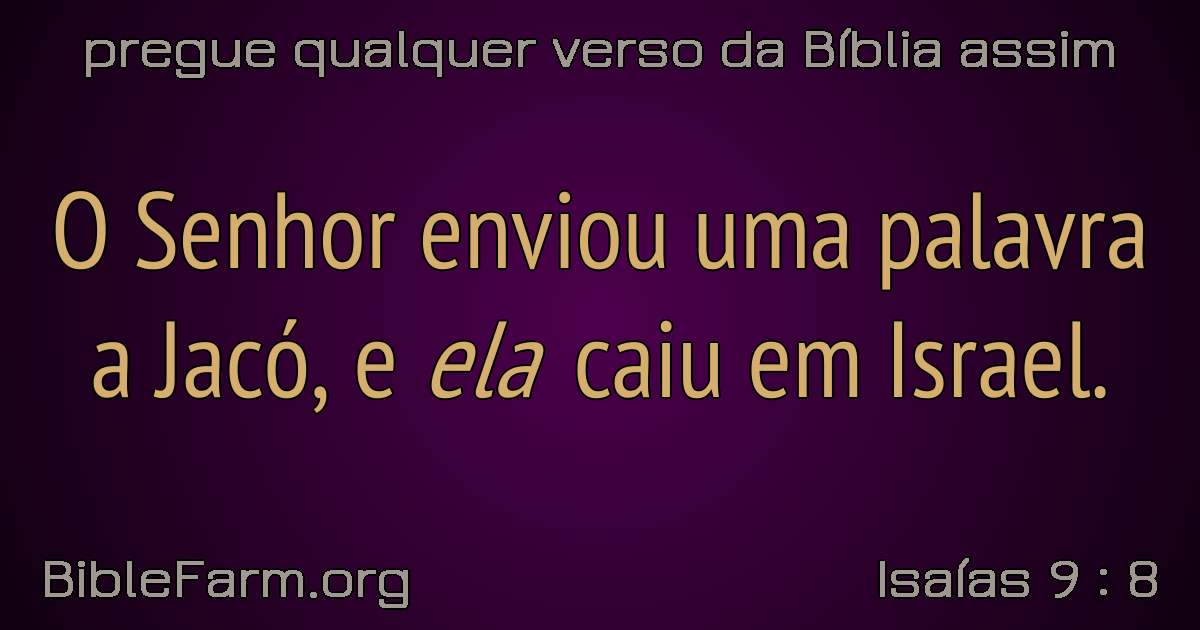 pregue qualquer verso da Bíblia assim
O Senhor enviou uma palavra
a Jacó, e ela caiu em Israel.
BibleFarm.org
Isaías 9 : 8